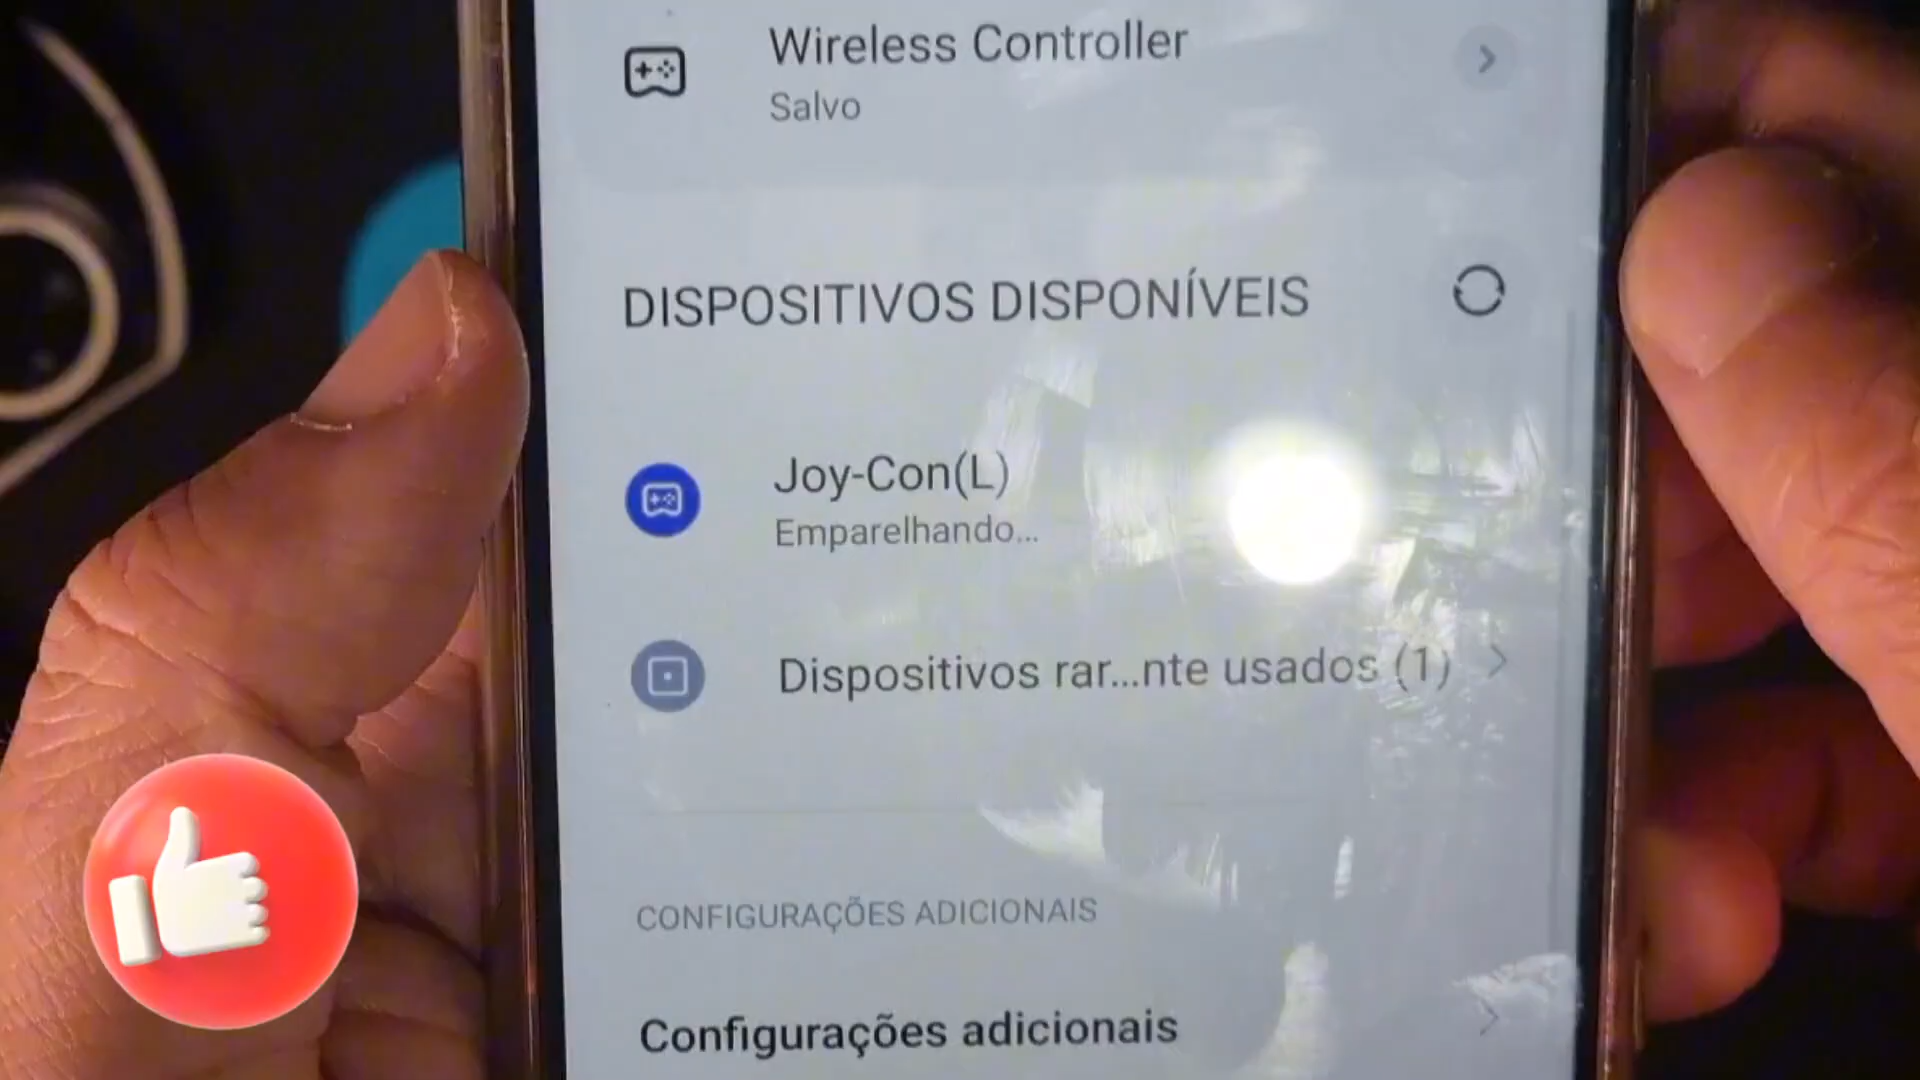 Wireless Controller
Salvo
DISPOSITIVOS DISPONÍVEIS
Joy-Con(L)
Emparelhando...
Dispositivos rar...nte usados (1)
CONFIGURAÇÕES ADICIONAIS
Configurações adicionais